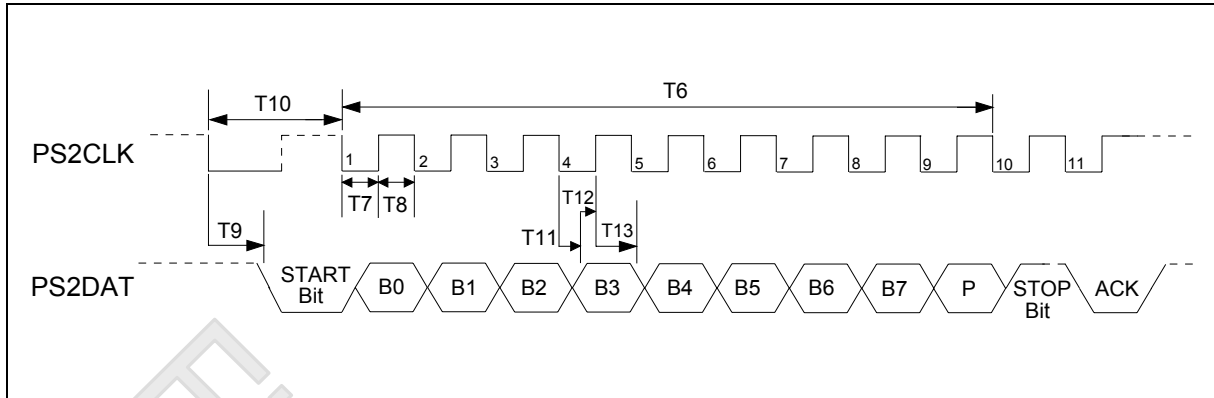 T10
T6
PS2CLK
1 2 3 4 5 6 7 8 9 10 11
T7 T8
T12
T9
T11
T13
PS2DAT
START
Bit
B0 B1 B2 B3 B4 B5 B6 B7 P
STOP
Bit
ACK